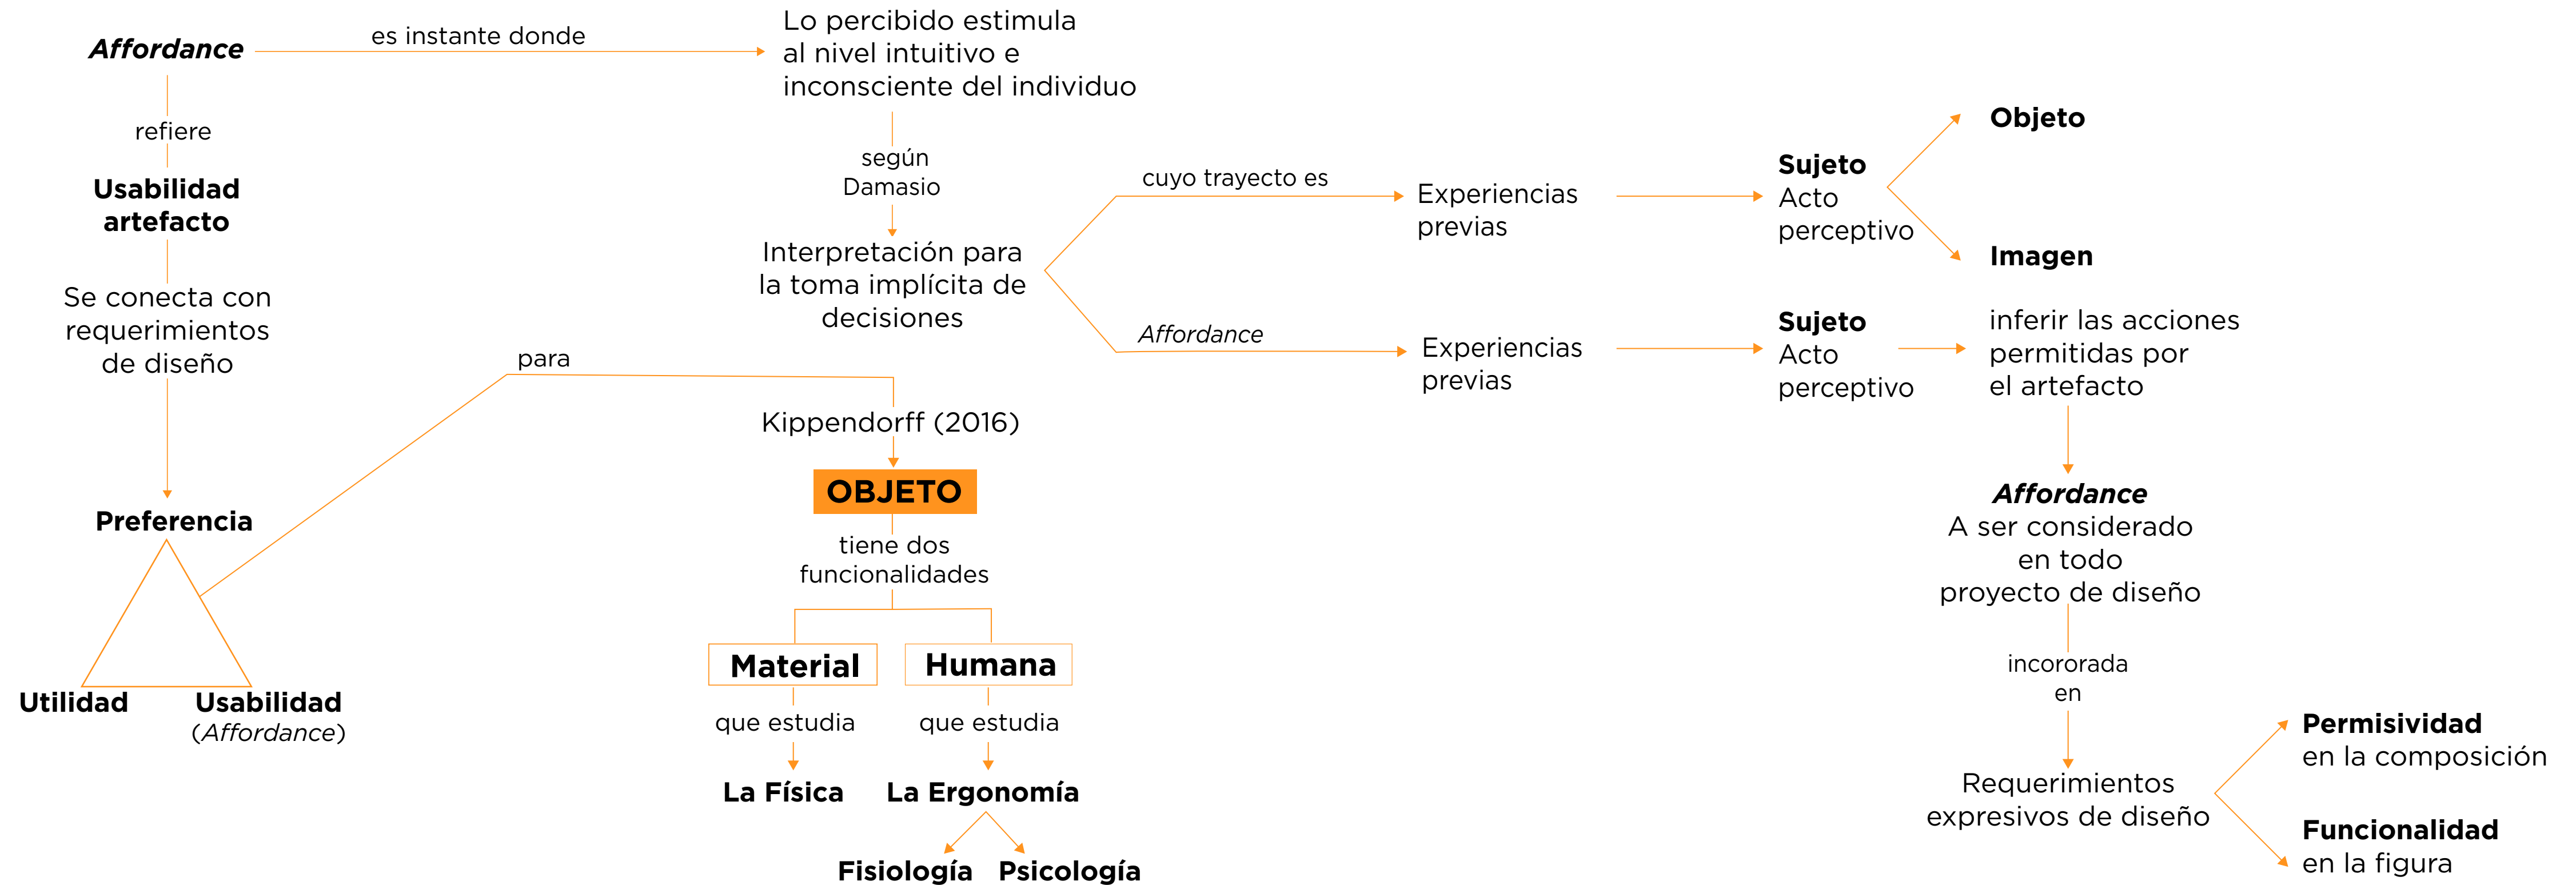 Affordance
es instante donde
Lo percibido estimula
al nivel intuitivo e
inconsciente del individuo
refiere
Usabilidad
artefacto
Se conecta con
requerimientos
de diseño
Preferencia
Utilidad
Usabilidad
(Affordance)
para
según
Damasio
Interpretación para
la toma implícita de
decisiones
cuyo trayecto es
Experiencias
previas
Sujeto
Acto
perceptivo
Objeto
Imagen
Affordance
Experiencias
previas
Sujeto
Acto
perceptivo
inferir las acciones
permitidas por
el artefacto
Affordance
A ser considerado
en todo
proyecto de diseño
incororada
en
Requerimientos
expresivos de diseño
Permisividad
en la composición
Funcionalidad
en la figura
Kippendorff (2016)
OBJETO
tiene dos
funcionalidades
Material
que estudia
La Física
Humana
que estudia
La Ergonomía
Fisiología
Psicología